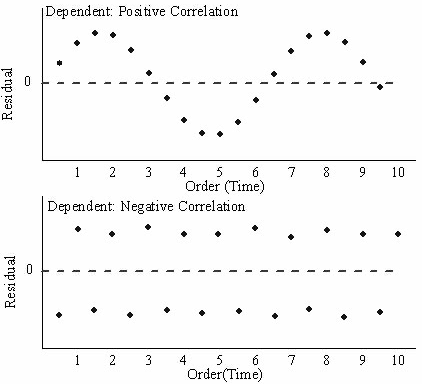 Dependent: Positive Correlation
Residual
0
1 2 3 4 5 6 7 8 9 10
Order (Time)
Dependent: Negative Correlation
Residual
0
1 2 3 4 5 6 7 8 9 10
Order(Time)